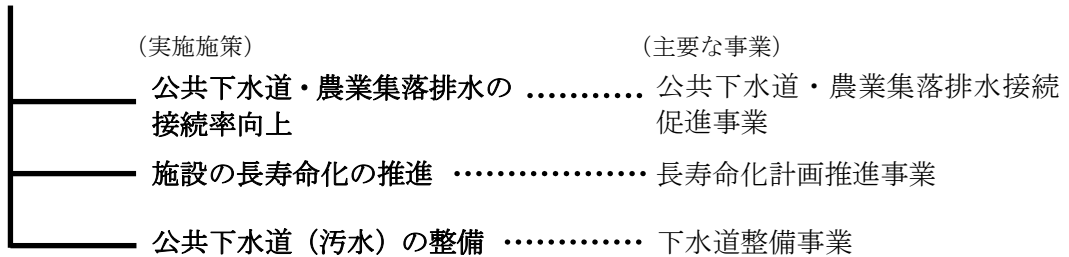 (実施施策) (主要な事業)
公共下水道・農業集落排水の ………… 公共下水道・農業集落排水接続
接続率向上 促進事業
施設の長寿命化の推進 ……………… 長寿命化計画推進事業
公共下水道（汚水）の整備 ………… 下水道整備事業